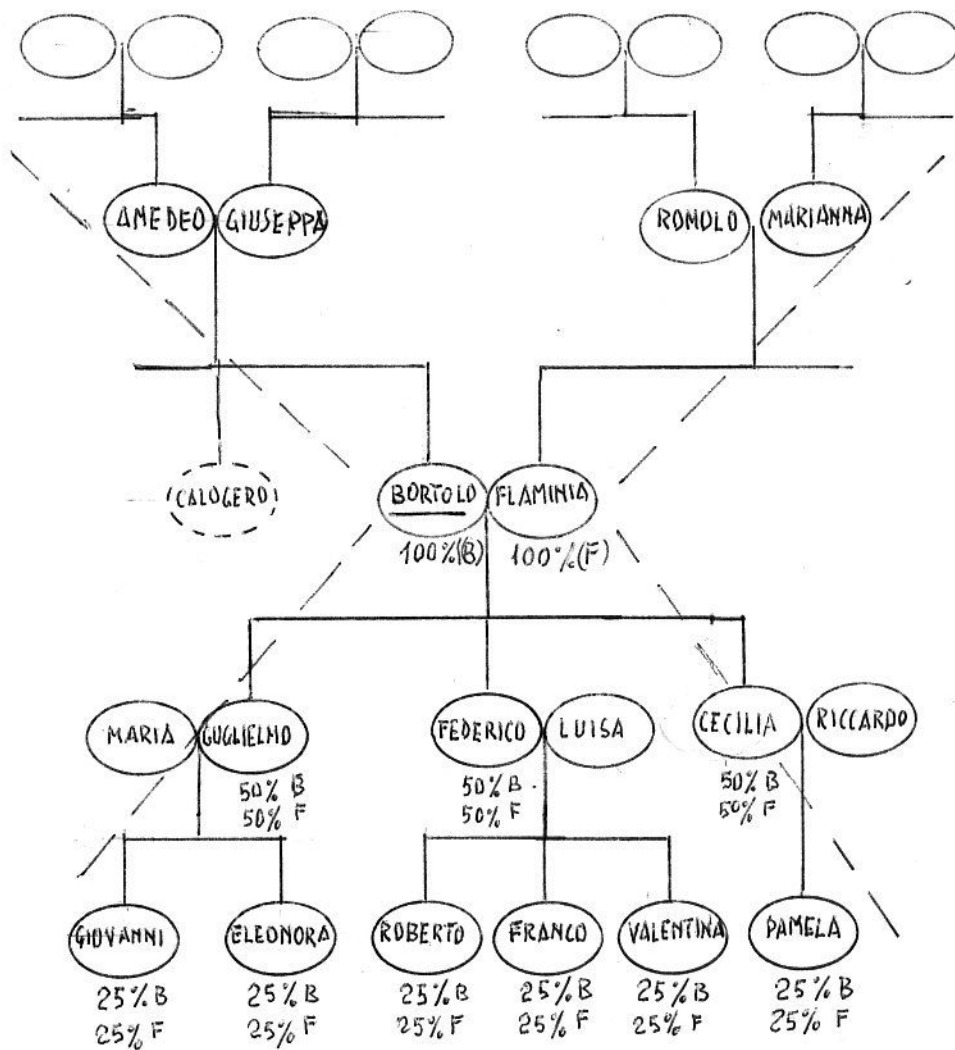 AMEDEO GIUSEPPA ROMOLO MARIANNA
CALOGERO BORTOLO FLAMINIA
100%(B) 100%(F)
MARIA GUGLIELMO FEDERICO LUISA CECILIA RICCARDO
50% B 50% B 50% B
50% F 50% F 50% F
GIOVANNI ELEONORA ROBERTO FRANCO VALENTINA PAMELA
25% B 25% B 25% B 25% B 25% B 25% B
25% F 25% F 25% F 25% F 25% F 25% F